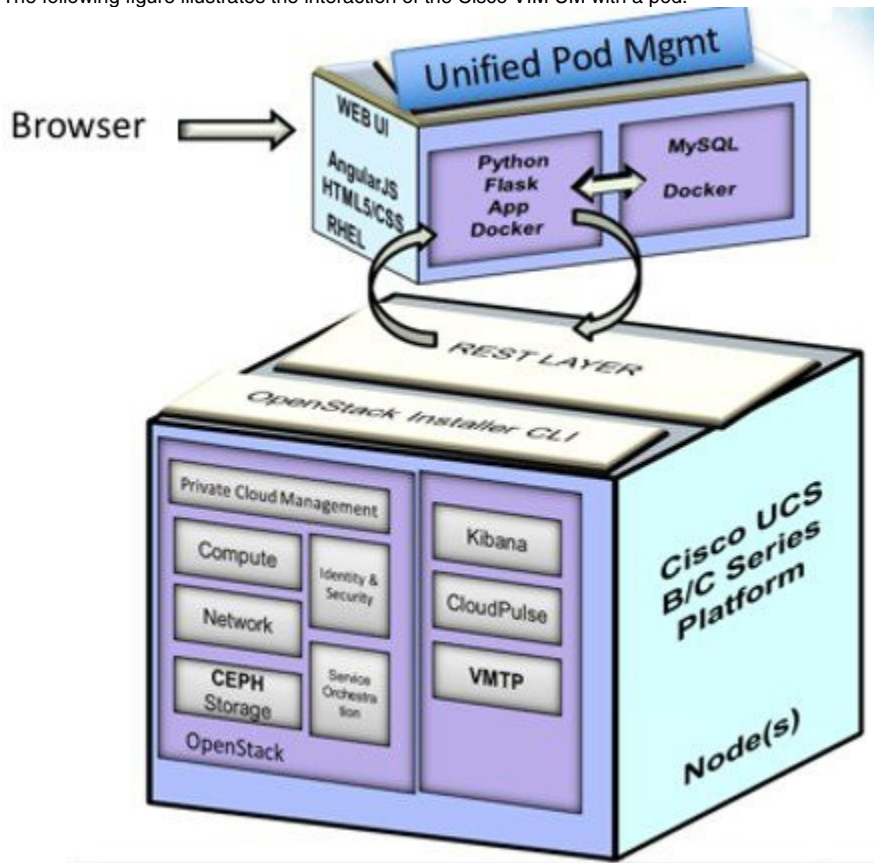 The following figure illustrates the interaction of the Cisco VIM UM with a pod.
Unified Pod Mgmt
Browser
WEB UI
AngularJS
HTML5/CSS
RHEL
Python
Flask
App
Docker
MySQL
Docker
REST LAYER
OpenStack Installer CLI
Private Cloud Management
Compute
Identity &
Security
Network
CEPH
Storage
Service
Orchestra
tion
OpenStack
Kibana
CloudPulse
VMTP
Cisco UCS
B/C Series
Platform
Node(s)